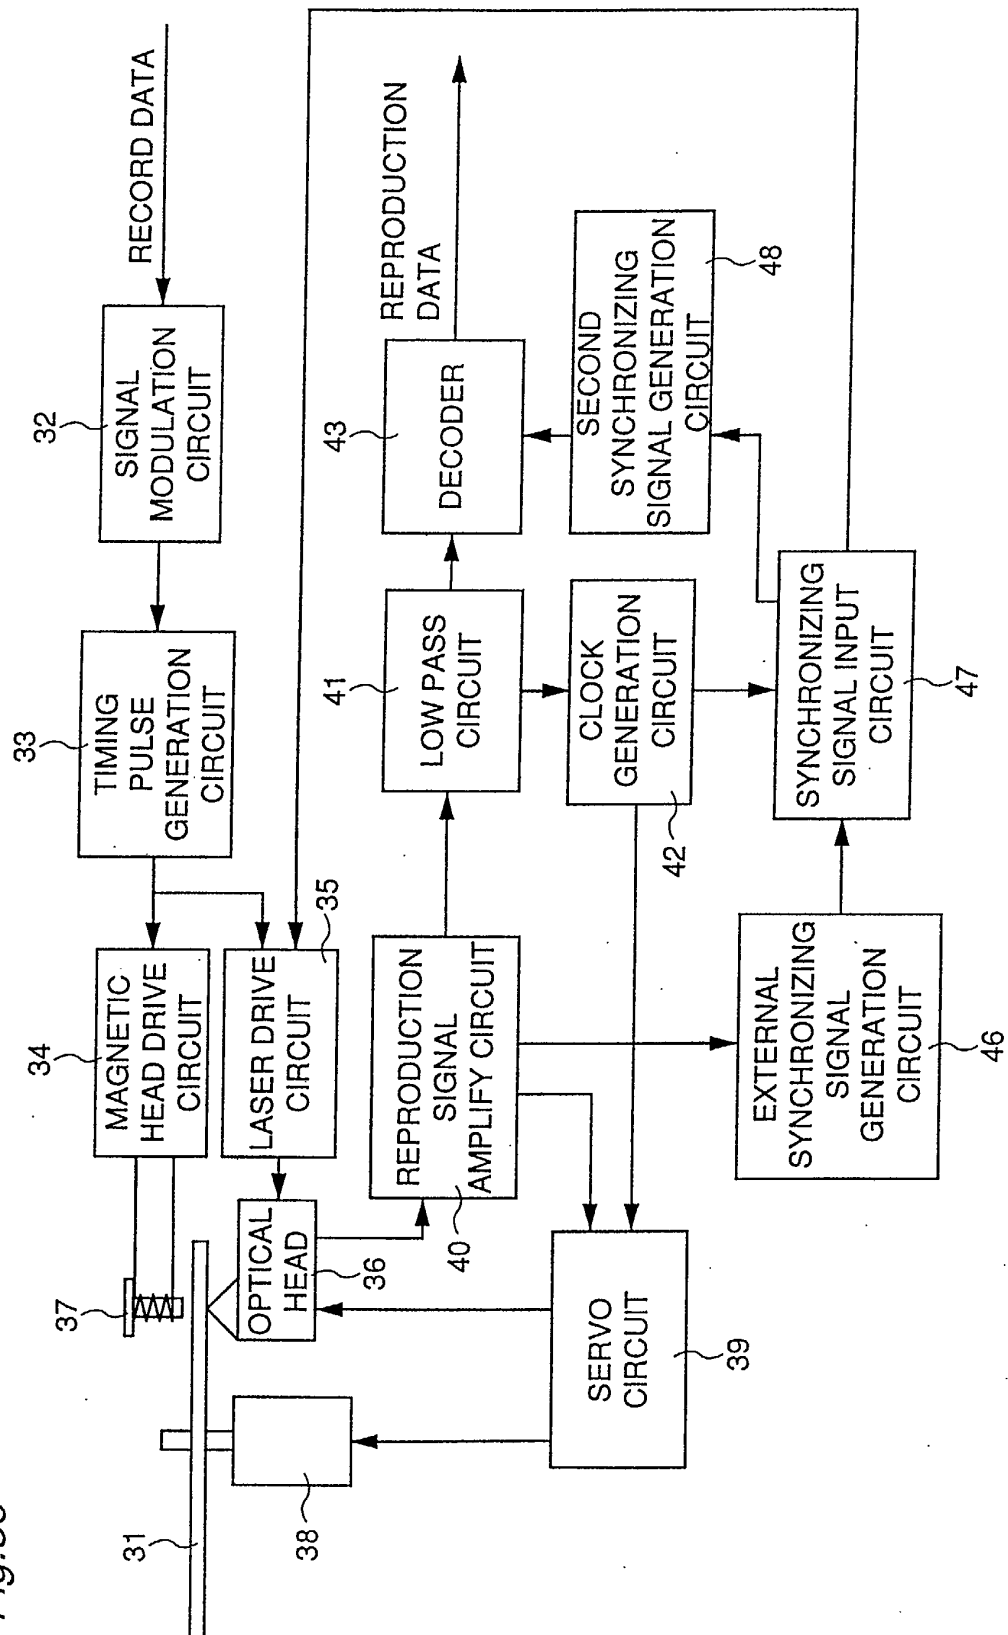 37
34
MAGNETIC
HEAD DRIVE
CIRCUIT
33
TIMING
PULSE
GENERATION
CIRCUIT
32
SIGNAL
MODULATION
CIRCUIT
RECORD DATA
31
38
OPTICAL
HEAD
36
LASER DRIVE
CIRCUIT
35
40
REPRODUCTION
SIGNAL
AMPLIFY CIRCUIT
41
LOW PASS
CIRCUIT
43
DECODER
REPRODUCTION
DATA
SERVO
CIRCUIT
39
42
CLOCK
GENERATION
CIRCUIT
SECOND
SYNCHRONIZING
SIGNAL GENERATION
CIRCUIT
48
EXTERNAL
SYNCHRONIZING
SIGNAL
GENERATION
CIRCUIT
46
SYNCHRONIZING
SIGNAL INPUT
CIRCUIT
47